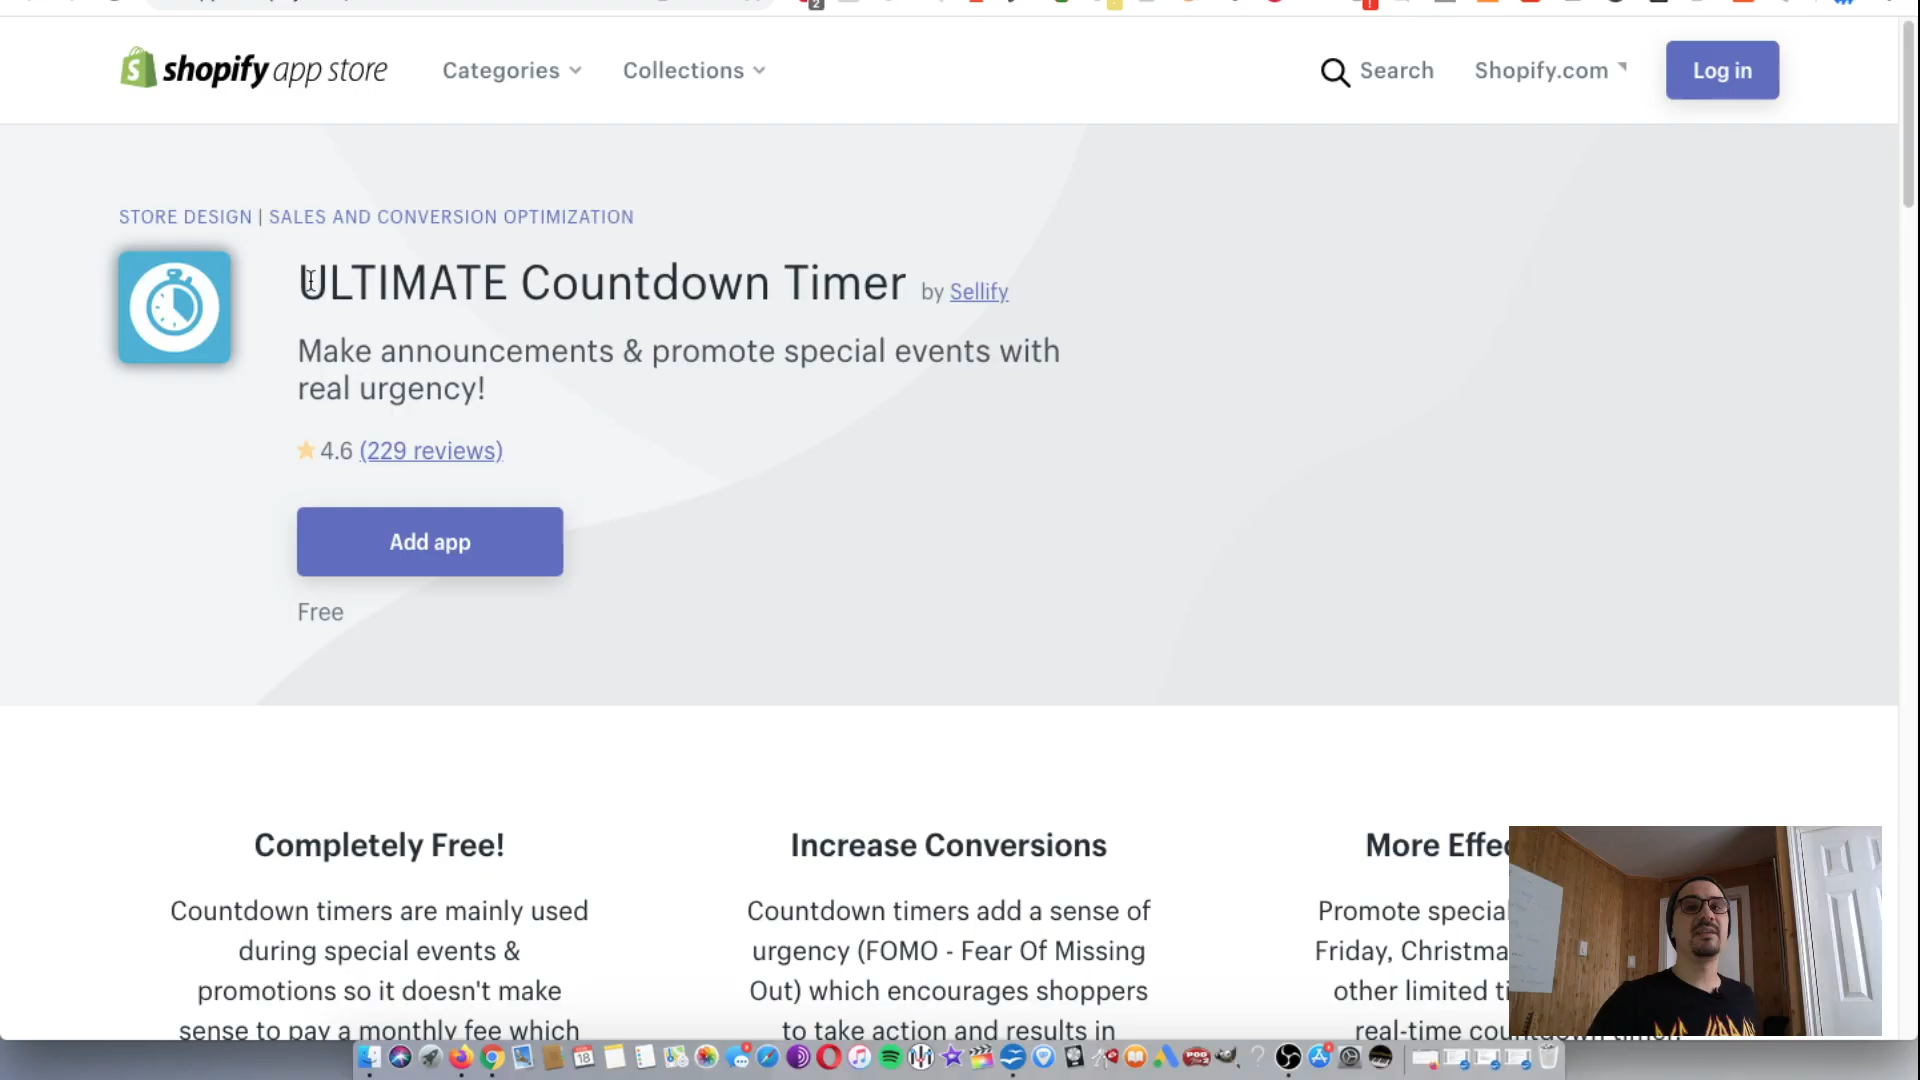 shopify app store
Categories
Collections
Search
Shopify.com
Log in
STORE DESIGN | SALES AND CONVERSION OPTIMIZATION
ULTIMATE Countdown Timer by Sellify
Make announcements & promote special events with
real urgency!
4.6 (229 reviews)
Add app
Free
Completely Free!
Countdown timers are mainly used
during special events &
promotions so it doesn't make
sense to pay a monthly fee which
Increase Conversions
Countdown timers add a sense of
urgency (FOMO - Fear Of Missing
Out) which encourages shoppers
to take action and results in
More Effec
Promote special
Friday, Christma
other limited ti
real-time